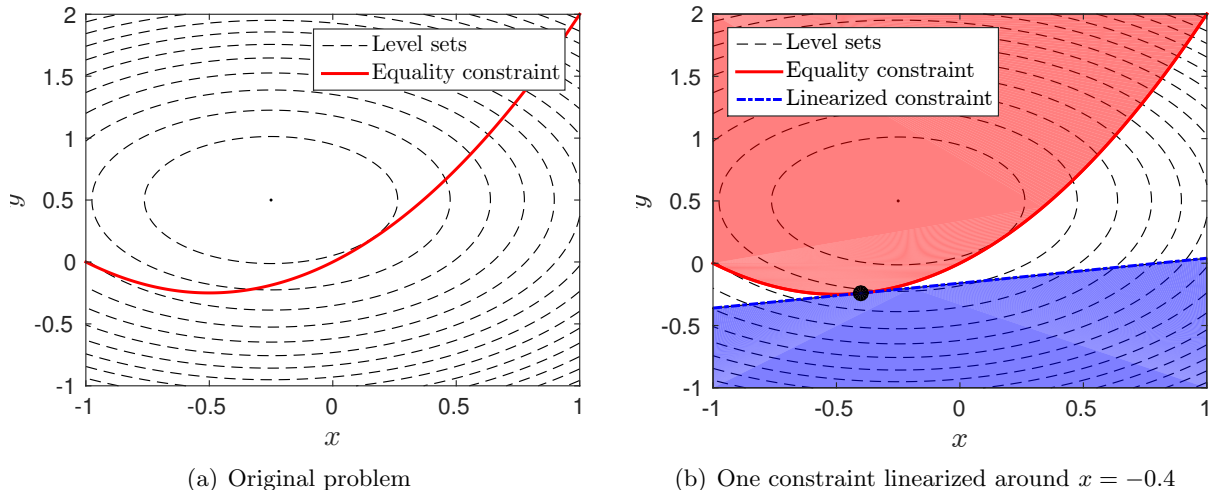 2
1.5
1
0.5
0
-0.5
-1
-1
-0.5
0
0.5
1
y
x
Level sets
Equality constraint
(a) Original problem
2
1.5
1
0.5
0
-0.5
-1
-1
-0.5
0
0.5
1
y
x
Level sets
Equality constraint
Linearized constraint
(b) One constraint linearized around x = −0.4